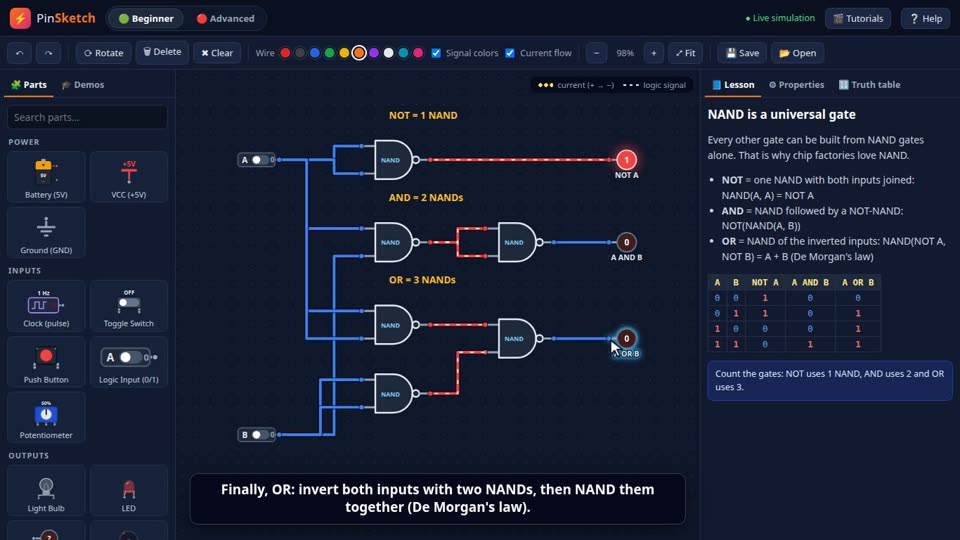 PinSketch
Beginner
Advanced
Live simulation
Tutorials
? Help
Rotate
Delete
Clear
Wire
Signal colors
Current flow
−
98%
+
Fit
Save
Open
Parts
Demos
Search parts...
POWER
5V
Battery (5V)
+5V
VCC (+5V)
Ground (GND)
INPUTS
1 Hz
Clock (pulse)
OFF
Toggle Switch
Push Button
A 0
Logic Input (0/1)
50%
Potentiometer
OUTPUTS
Light Bulb
LED
current (+ → −)
logic signal
NOT = 1 NAND
A 0
NAND
1
NOT A
AND = 2 NANDs
NAND
NAND
0
A AND B
OR = 3 NANDs
NAND
NAND
0
OR B
NAND
B 0
Finally, OR: invert both inputs with two NANDs, then NAND them
together (De Morgan's law).
Lesson
Properties
Truth table
NAND is a universal gate
Every other gate can be built from NAND gates
alone. That is why chip factories love NAND.
• NOT = one NAND with both inputs joined:
NAND(A, A) = NOT A
• AND = NAND followed by a NOT-NAND:
NOT(NAND(A, B))
• OR = NAND of the inverted inputs: NAND(NOT A,
NOT B) = A + B (De Morgan's law)
A B NOT A A AND B A OR B
0 0 1 0 0
0 1 1 0 1
1 0 0 0 1
1 1 0 1 1
Count the gates: NOT uses 1 NAND, AND uses 2 and OR
uses 3.